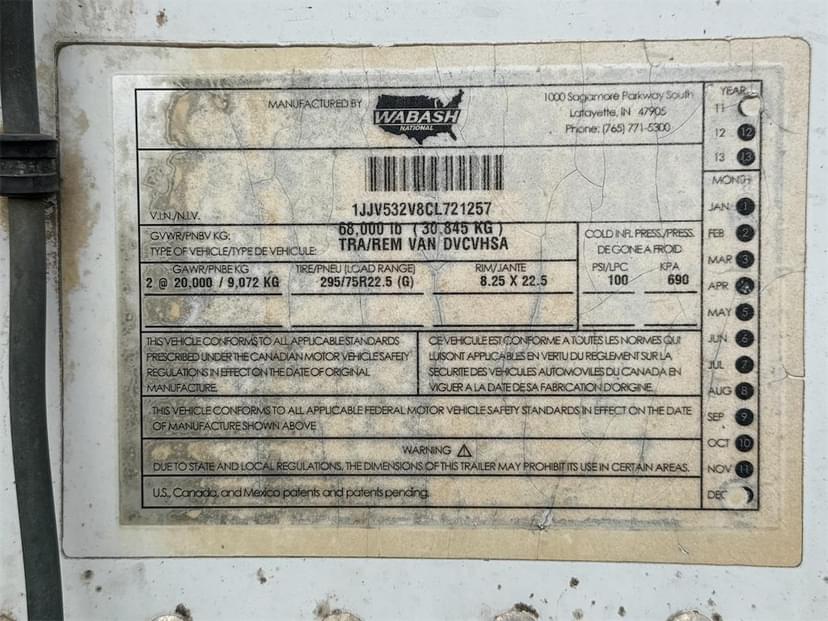 MANUFACTURED BY
WABASH
NATIONAL
1000 Sagamore Parkway South
Lafayette, IN 47905
Phone: (765) 771-5300
V.I.N./N.I.V.
1JJV532V8CL721257
GVWR/PNBV KG:
68,000 lb ( 30,845 KG )
TYPE OF VEHICLE/TYPE DE VEHICULE:
TRA/REM VAN DVCVHSA
COLD INFL. PRESS./PRESS.
DE GONE A FROID
GAWR/PNBE KG
TIRE/PNEU (LOAD RANGE)
RIM/JANTE
PSI/LPC
KPA
2 @ 20,000 / 9,072 KG
295/75R22.5 (G)
8.25 X 22.5
100
690
THIS VEHICLE CONFORMS TO ALL APPLICABLE STANDARDS
PRESCRIBED UNDER THE CANADIAN MOTOR VEHICLE SAFETY
REGULATIONS IN EFFECT ON THE DATE OF ORIGINAL
MANUFACTURE.
CE VEHICULE EST CONFORME A TOUTES LES NORMES QUI
LUI SONT APPLICABLES EN VERTU DU REGLEMENT SUR LA
SECURITE DES VEHICLES AUTOMOVILES DU CANADA EN
VIGUER A LA DATE DE SA FABRICATION D'ORIGINE.
THIS VEHICLE CONFORMS TO ALL APPLICABLE FEDERAL MOTOR VEHICLE SAFETY STANDARDS IN EFFECT ON THE DATE
OF MANUFACTURE SHOWN ABOVE
WARNING
DUE TO STATE AND LOCAL REGULATIONS, THE DIMENSIONS OF THIS TRAILER MAY PROHIBIT ITS USE IN CERTAIN AREAS.
U.S., Canada, and Mexico patents and patents pending.
YEAR
11
12 12
13 13
MONTH
JAN 1
FEB 2
MAR 3
APR 4
MAY 5
JUN 6
JUL 7
AUG 8
SEP 9
OCT 10
NOV 11
DEC